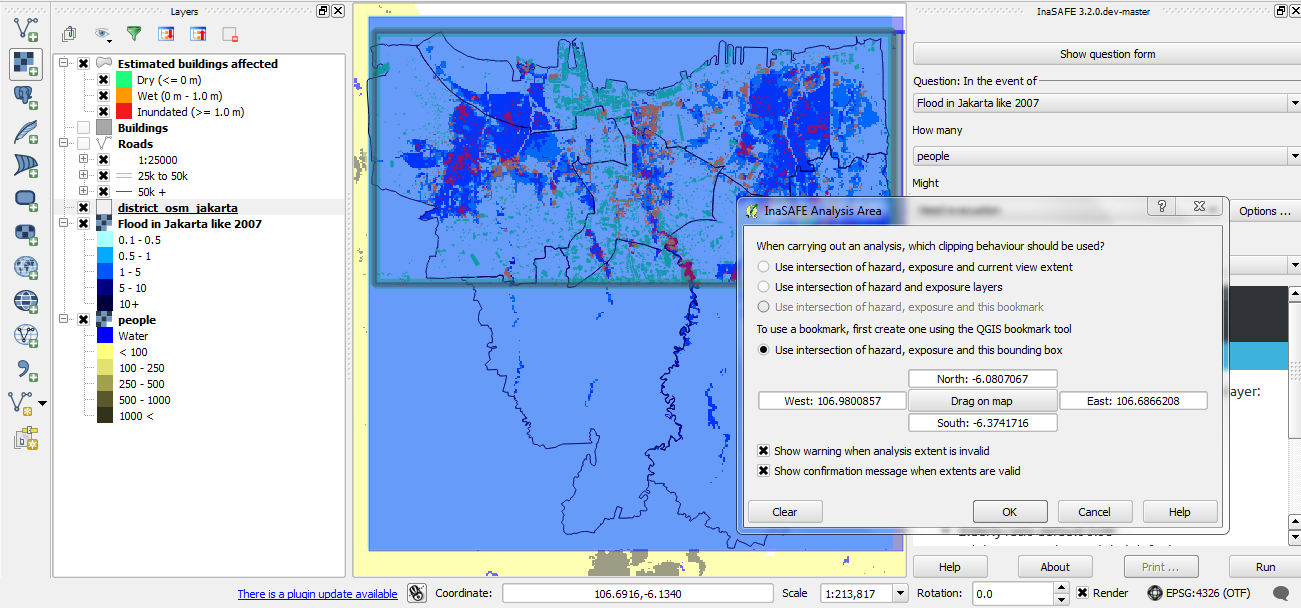 Layers
Estimated buildings affected
Dry (<= 0 m)
Wet (0 m - 1.0 m)
Inundated (>= 1.0 m)
Buildings
Roads
1:25000
25k to 50k
50k +
district_osm_jakarta
Flood in Jakarta like 2007
0.1 - 0.5
0.5 - 1
1 - 5
5 - 10
10+
people
Water
< 100
100 - 250
250 - 500
500 - 1000
1000 <
InaSAFE 3.2.0.dev-master
Show question form
Question: In the event of
Flood in Jakarta like 2007
How many
people
Might
Options ...
ayer:
InaSAFE Analysis Area
When carrying out an analysis, which clipping behaviour should be used?
Use intersection of hazard, exposure and current view extent
Use intersection of hazard and exposure layers
Use intersection of hazard, exposure and this bookmark
To use a bookmark, first create one using the QGIS bookmark tool
Use intersection of hazard, exposure and this bounding box
North: -6.0807067
West: 106.9800857
Drag on map
East: 106.6866208
South: -6.3741716
Show warning when analysis extent is invalid
Show confirmation message when extents are valid
Clear
OK
Cancel
Help
Help
About
Print ...
Run
There is a plugin update available
Coordinate:
106.6916,-6.1340
Scale
1:213,817
Rotation:
0.0
Render
EPSG:4326 (OTF)